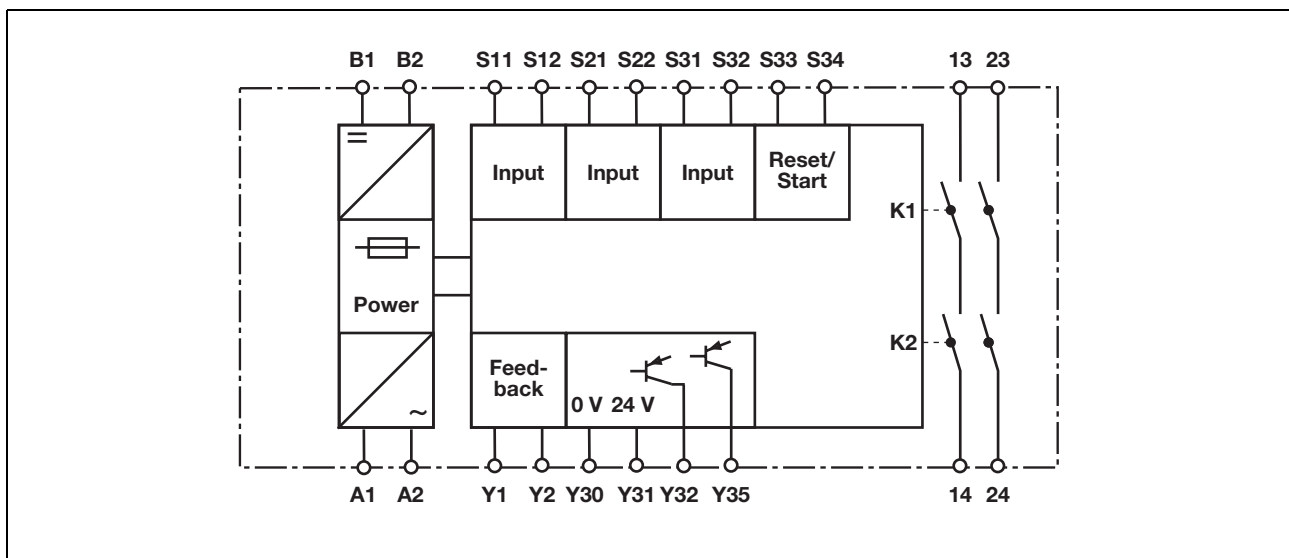 B1 B2 S11 S12 S21 S22 S31 S32 S33 S34 13 23
=
Input Input Input Reset/
Start
K1
Power
K2
Feed-
back
0 V 24 V
~
A1 A2 Y1 Y2 Y30 Y31 Y32 Y35 14 24